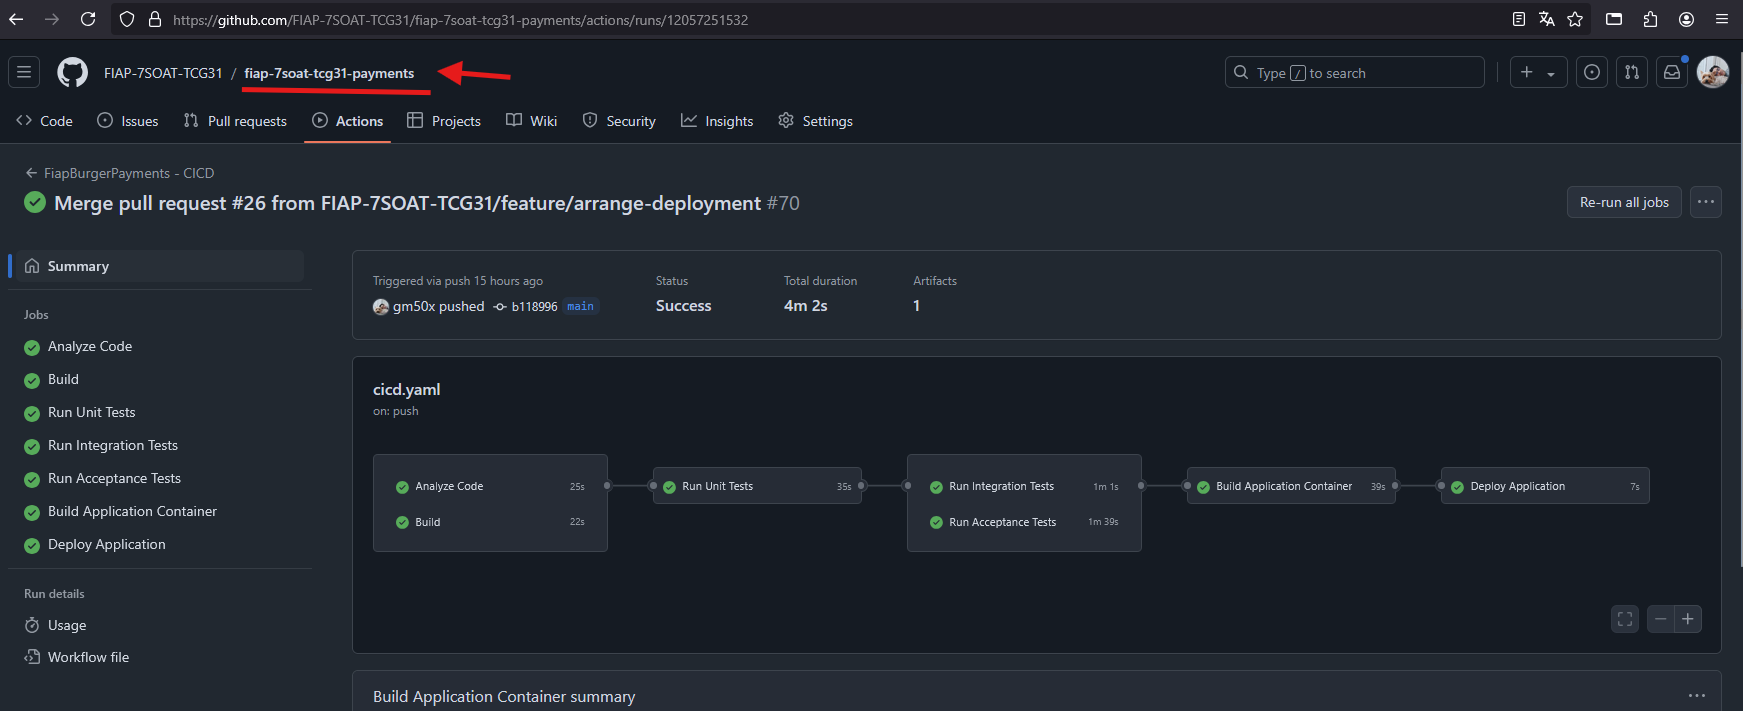 https://github.com/FIAP-7SOAT-TCG31/fiap-7soat-tcg31-payments/actions/runs/12057251532
FIAP-7SOAT-TCG31 / fiap-7soat-tcg31-payments
Type / to search
Code Issues Pull requests Actions Projects Wiki Security Insights Settings
FiapBurgerPayments - CICD
Merge pull request #26 from FIAP-7SOAT-TCG31/feature/arrange-deployment #70
Re-run all jobs
Summary
Jobs
Analyze Code
Build
Run Unit Tests
Run Integration Tests
Run Acceptance Tests
Build Application Container
Deploy Application
Run details
Usage
Workflow file
Triggered via push 15 hours ago
gm50x pushed b118996 main
Status
Success
Total duration
4m 2s
Artifacts
1
cicd.yaml
on: push
Analyze Code 25s
Build 22s
Run Unit Tests 35s
Run Integration Tests 1m 1s
Run Acceptance Tests 1m 39s
Build Application Container 39s
Deploy Application 7s
Build Application Container summary